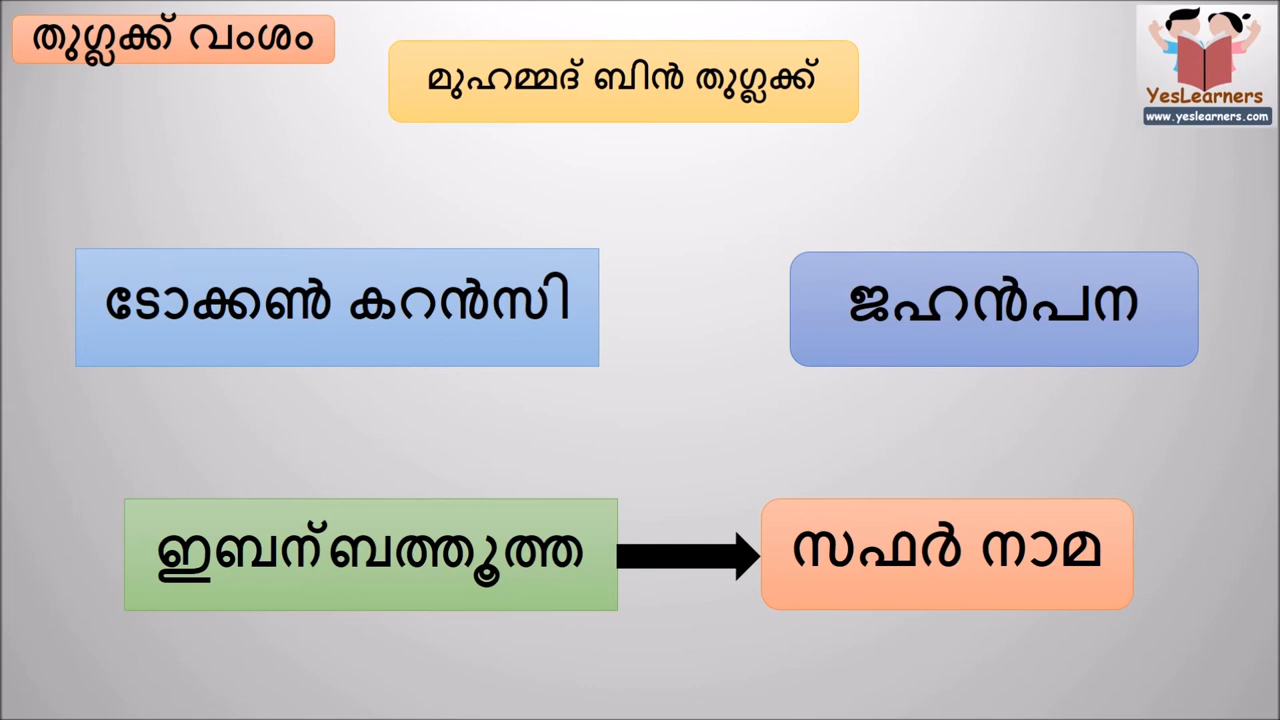 തുഗ്ലക്ക് വംശം
മുഹമ്മദ് ബിൻ തുഗ്ലക്ക്
YesLearners
www.yeslearners.com
ടോക്കൺ കറൻസി
ജഹൻപന
ഇബന്ബത്തൂത്ത
സഫർ നാമ